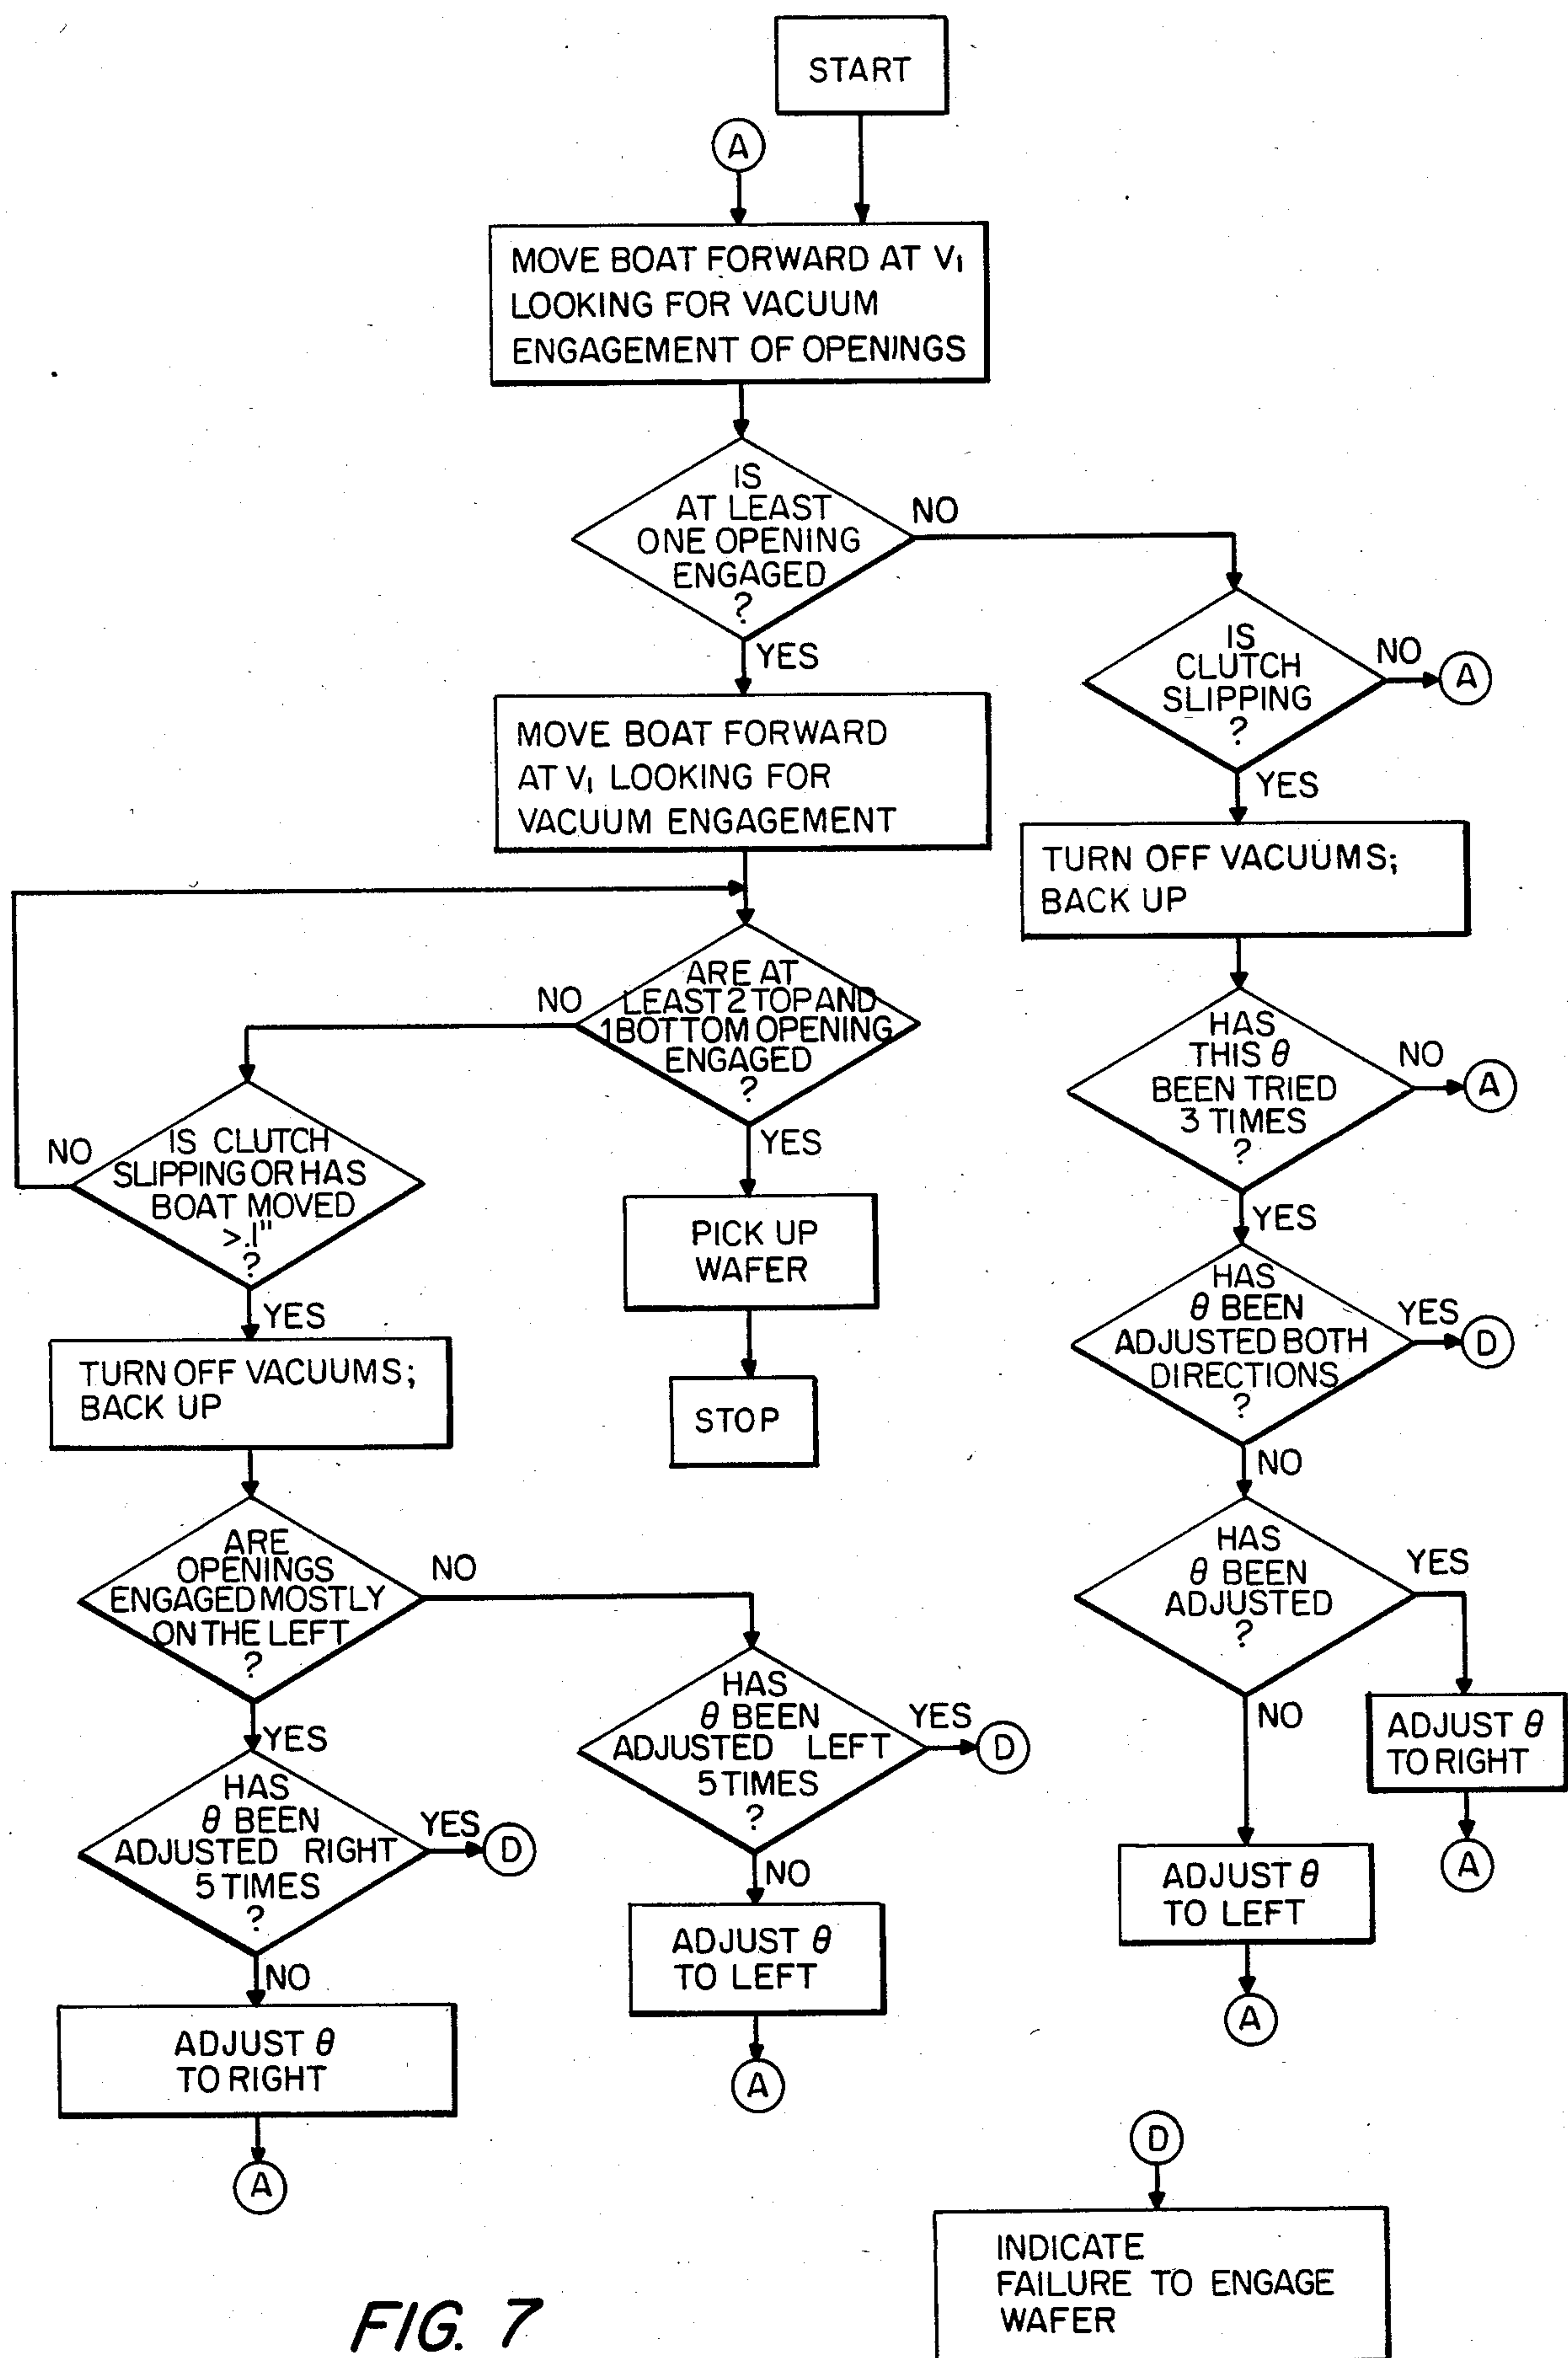 START
A
MOVE BOAT FORWARD AT V₁
LOOKING FOR VACUUM
ENGAGEMENT OF OPENINGS
IS
AT LEAST
ONE OPENING
ENGAGED
?
NO
YES
IS
CLUTCH
SLIPPING
?
NO
A
YES
MOVE BOAT FORWARD
AT V₁ LOOKING FOR
VACUUM ENGAGEMENT
TURN OFF VACUUMS;
BACK UP
ARE AT
LEAST 2 TOP AND
1 BOTTOM OPENING
ENGAGED
?
NO
YES
HAS
THIS θ
BEEN TRIED
3 TIMES
?
NO
A
YES
IS CLUTCH
SLIPPING OR HAS
BOAT MOVED
>.1"
?
NO
YES
PICK UP
WAFER
STOP
HAS
θ BEEN
ADJUSTED BOTH
DIRECTIONS
?
YES
D
NO
TURN OFF VACUUMS;
BACK UP
ARE
OPENINGS
ENGAGED MOSTLY
ON THE LEFT
?
NO
YES
HAS
θ BEEN
ADJUSTED
?
YES
NO
ADJUST θ
TO RIGHT
A
HAS
θ BEEN
ADJUSTED LEFT
5 TIMES
?
YES
D
NO
HAS
θ BEEN
ADJUSTED RIGHT
5 TIMES
?
YES
D
NO
ADJUST θ
TO LEFT
A
ADJUST θ
TO LEFT
A
ADJUST θ
TO RIGHT
A
D
INDICATE
FAILURE TO ENGAGE
WAFER
FIG. 7